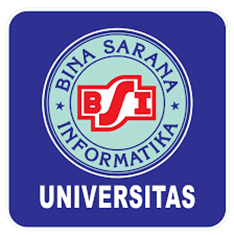 BINA SARANA
BSI
INFORMATIKA
UNIVERSITAS